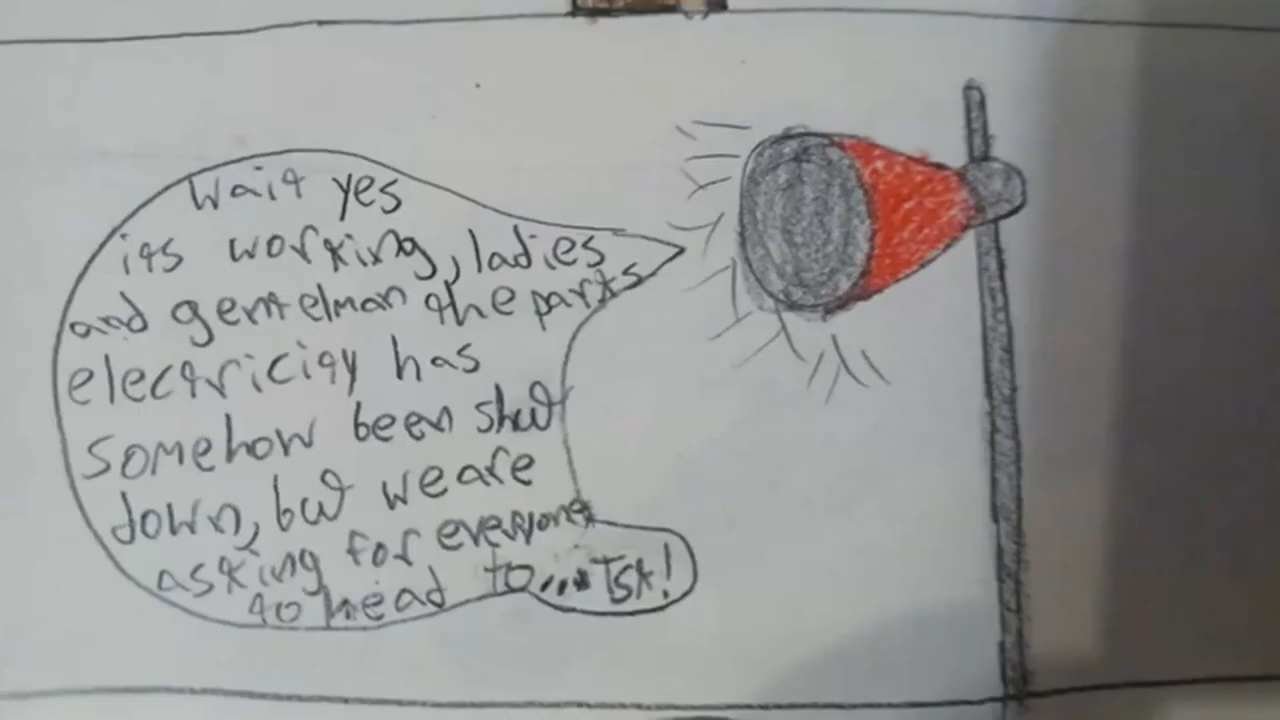 Wait yes
its working, ladies
and gentelman the parks
electricity has
somehow been shut
down, but we are
asking for everyone
to head to...Tsk!